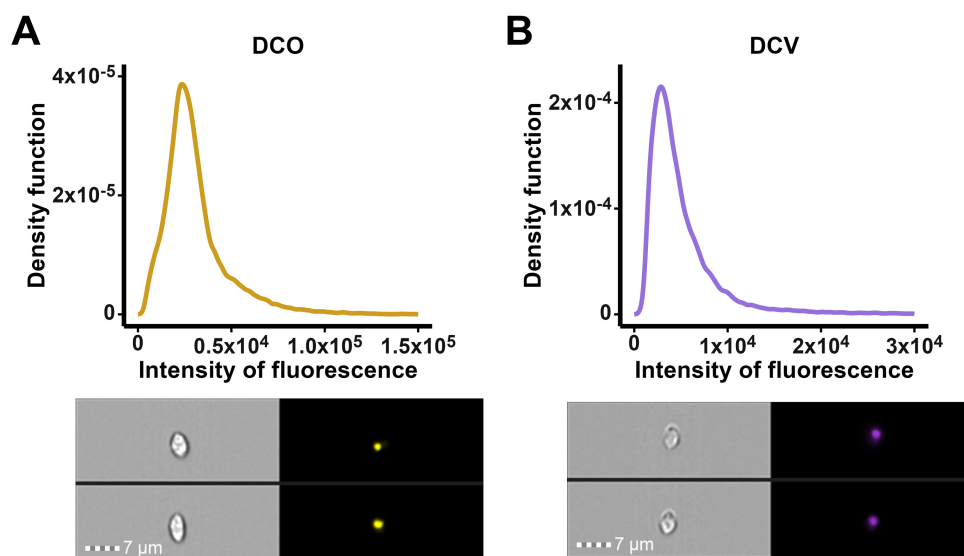 A
DCO
Density function
4x10⁻⁵
2x10⁻⁵
0
0 0.5x10⁴ 1.0x10⁵ 1.5x10⁵
Intensity of fluorescence
7 µm
B
DCV
Density function
2x10⁻⁴
1x10⁻⁴
0
0 1x10⁴ 2x10⁴ 3x10⁴
Intensity of fluorescence
7 µm